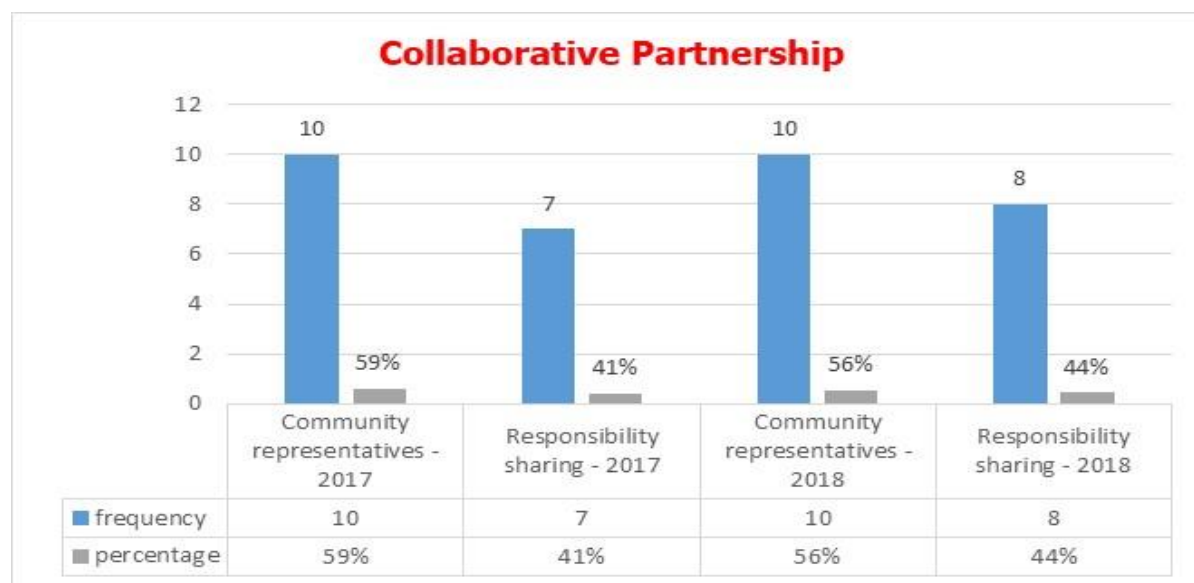 Collaborative Partnership
12
10
8
6
4
2
0
10
59%
7
41%
10
56%
8
44%
Community
representatives -
2017
Responsibility
sharing - 2017
Community
representatives -
2018
Responsibility
sharing - 2018
frequency 10 7 10 8
percentage 59% 41% 56% 44%